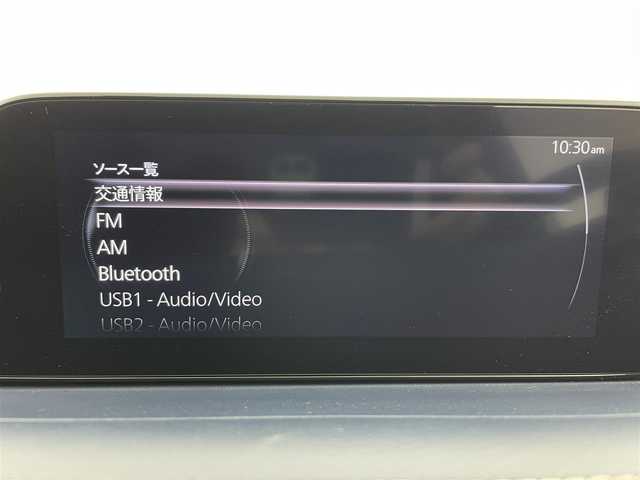 10:30am
ソース一覧
交通情報
FM
AM
Bluetooth
USB1 - Audio/Video
USB2 - Audio/Video